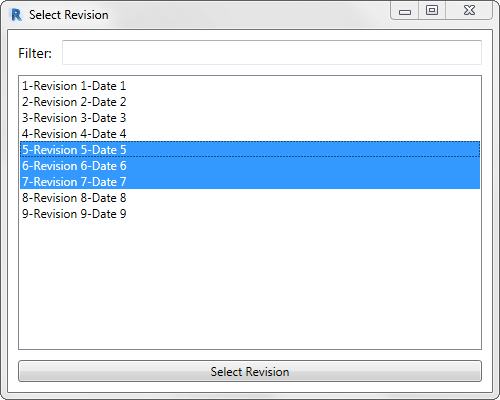 Select Revision
Filter:
1-Revision 1-Date 1
2-Revision 2-Date 2
3-Revision 3-Date 3
4-Revision 4-Date 4
5-Revision 5-Date 5
6-Revision 6-Date 6
7-Revision 7-Date 7
8-Revision 8-Date 8
9-Revision 9-Date 9
Select Revision